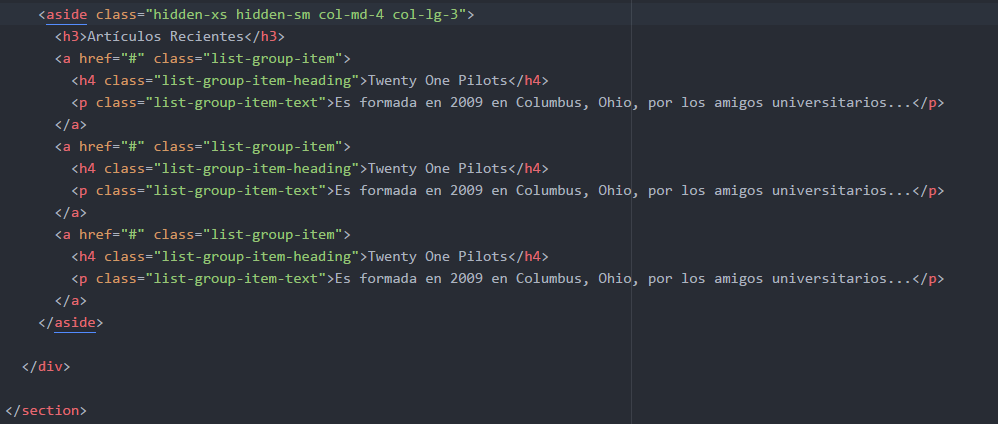 <aside class="hidden-xs hidden-sm col-md-4 col-lg-3">
<h3>Artículos Recientes</h3>
<a href="#" class="list-group-item">
<h4 class="list-group-item-heading">Twenty One Pilots</h4>
<p class="list-group-item-text">Es formada en 2009 en Columbus, Ohio, por los amigos universitarios...</p>
</a>
<a href="#" class="list-group-item">
<h4 class="list-group-item-heading">Twenty One Pilots</h4>
<p class="list-group-item-text">Es formada en 2009 en Columbus, Ohio, por los amigos universitarios...</p>
</a>
<a href="#" class="list-group-item">
<h4 class="list-group-item-heading">Twenty One Pilots</h4>
<p class="list-group-item-text">Es formada en 2009 en Columbus, Ohio, por los amigos universitarios...</p>
</a>
</aside>
</div>
</section>